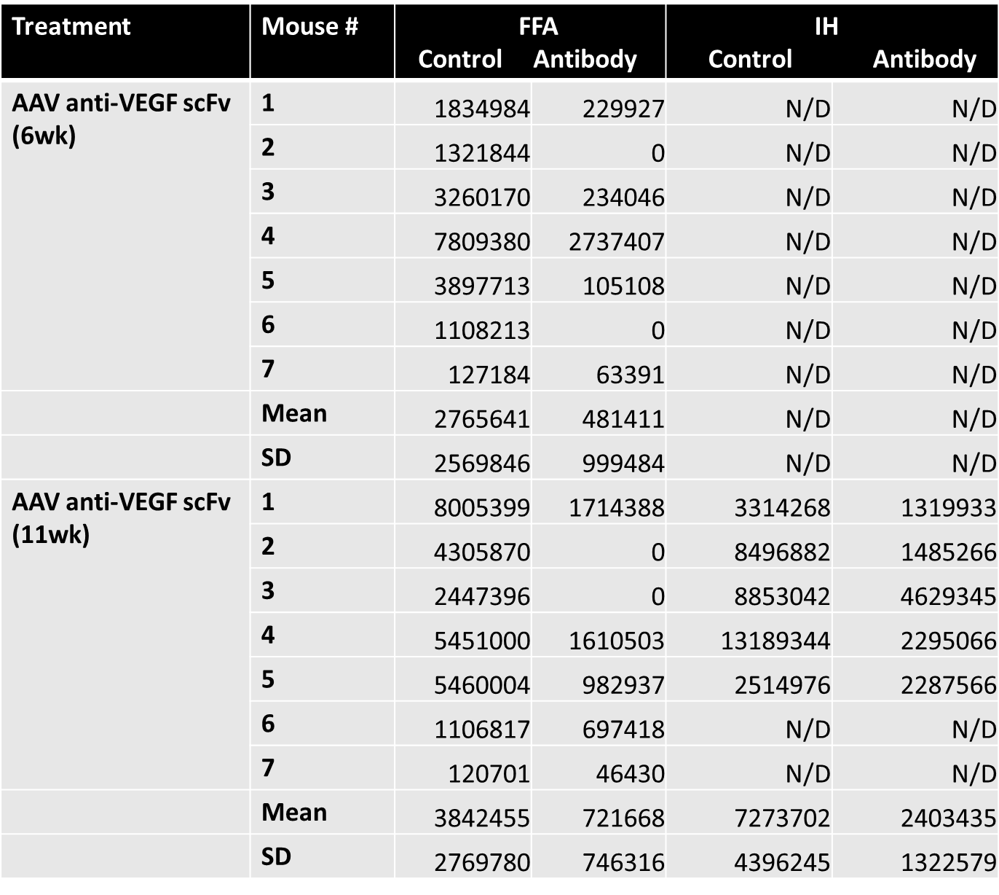 Treatment Mouse # FFA IH
Control Antibody Control Antibody
AAV anti-VEGF scFv 1 1834984 229927 N/D N/D
(6wk)
2 1321844 0 N/D N/D
3 3260170 234046 N/D N/D
4 7809380 2737407 N/D N/D
5 3897713 105108 N/D N/D
6 1108213 0 N/D N/D
7 127184 63391 N/D N/D
Mean 2765641 481411 N/D N/D
SD 2569846 999484 N/D N/D
AAV anti-VEGF scFv 1 8005399 1714388 3314268 1319933
(11wk)
2 4305870 0 8496882 1485266
3 2447396 0 8853042 4629345
4 5451000 1610503 13189344 2295066
5 5460004 982937 2514976 2287566
6 1106817 697418 N/D N/D
7 120701 46430 N/D N/D
Mean 3842455 721668 7273702 2403435
SD 2769780 746316 4396245 1322579